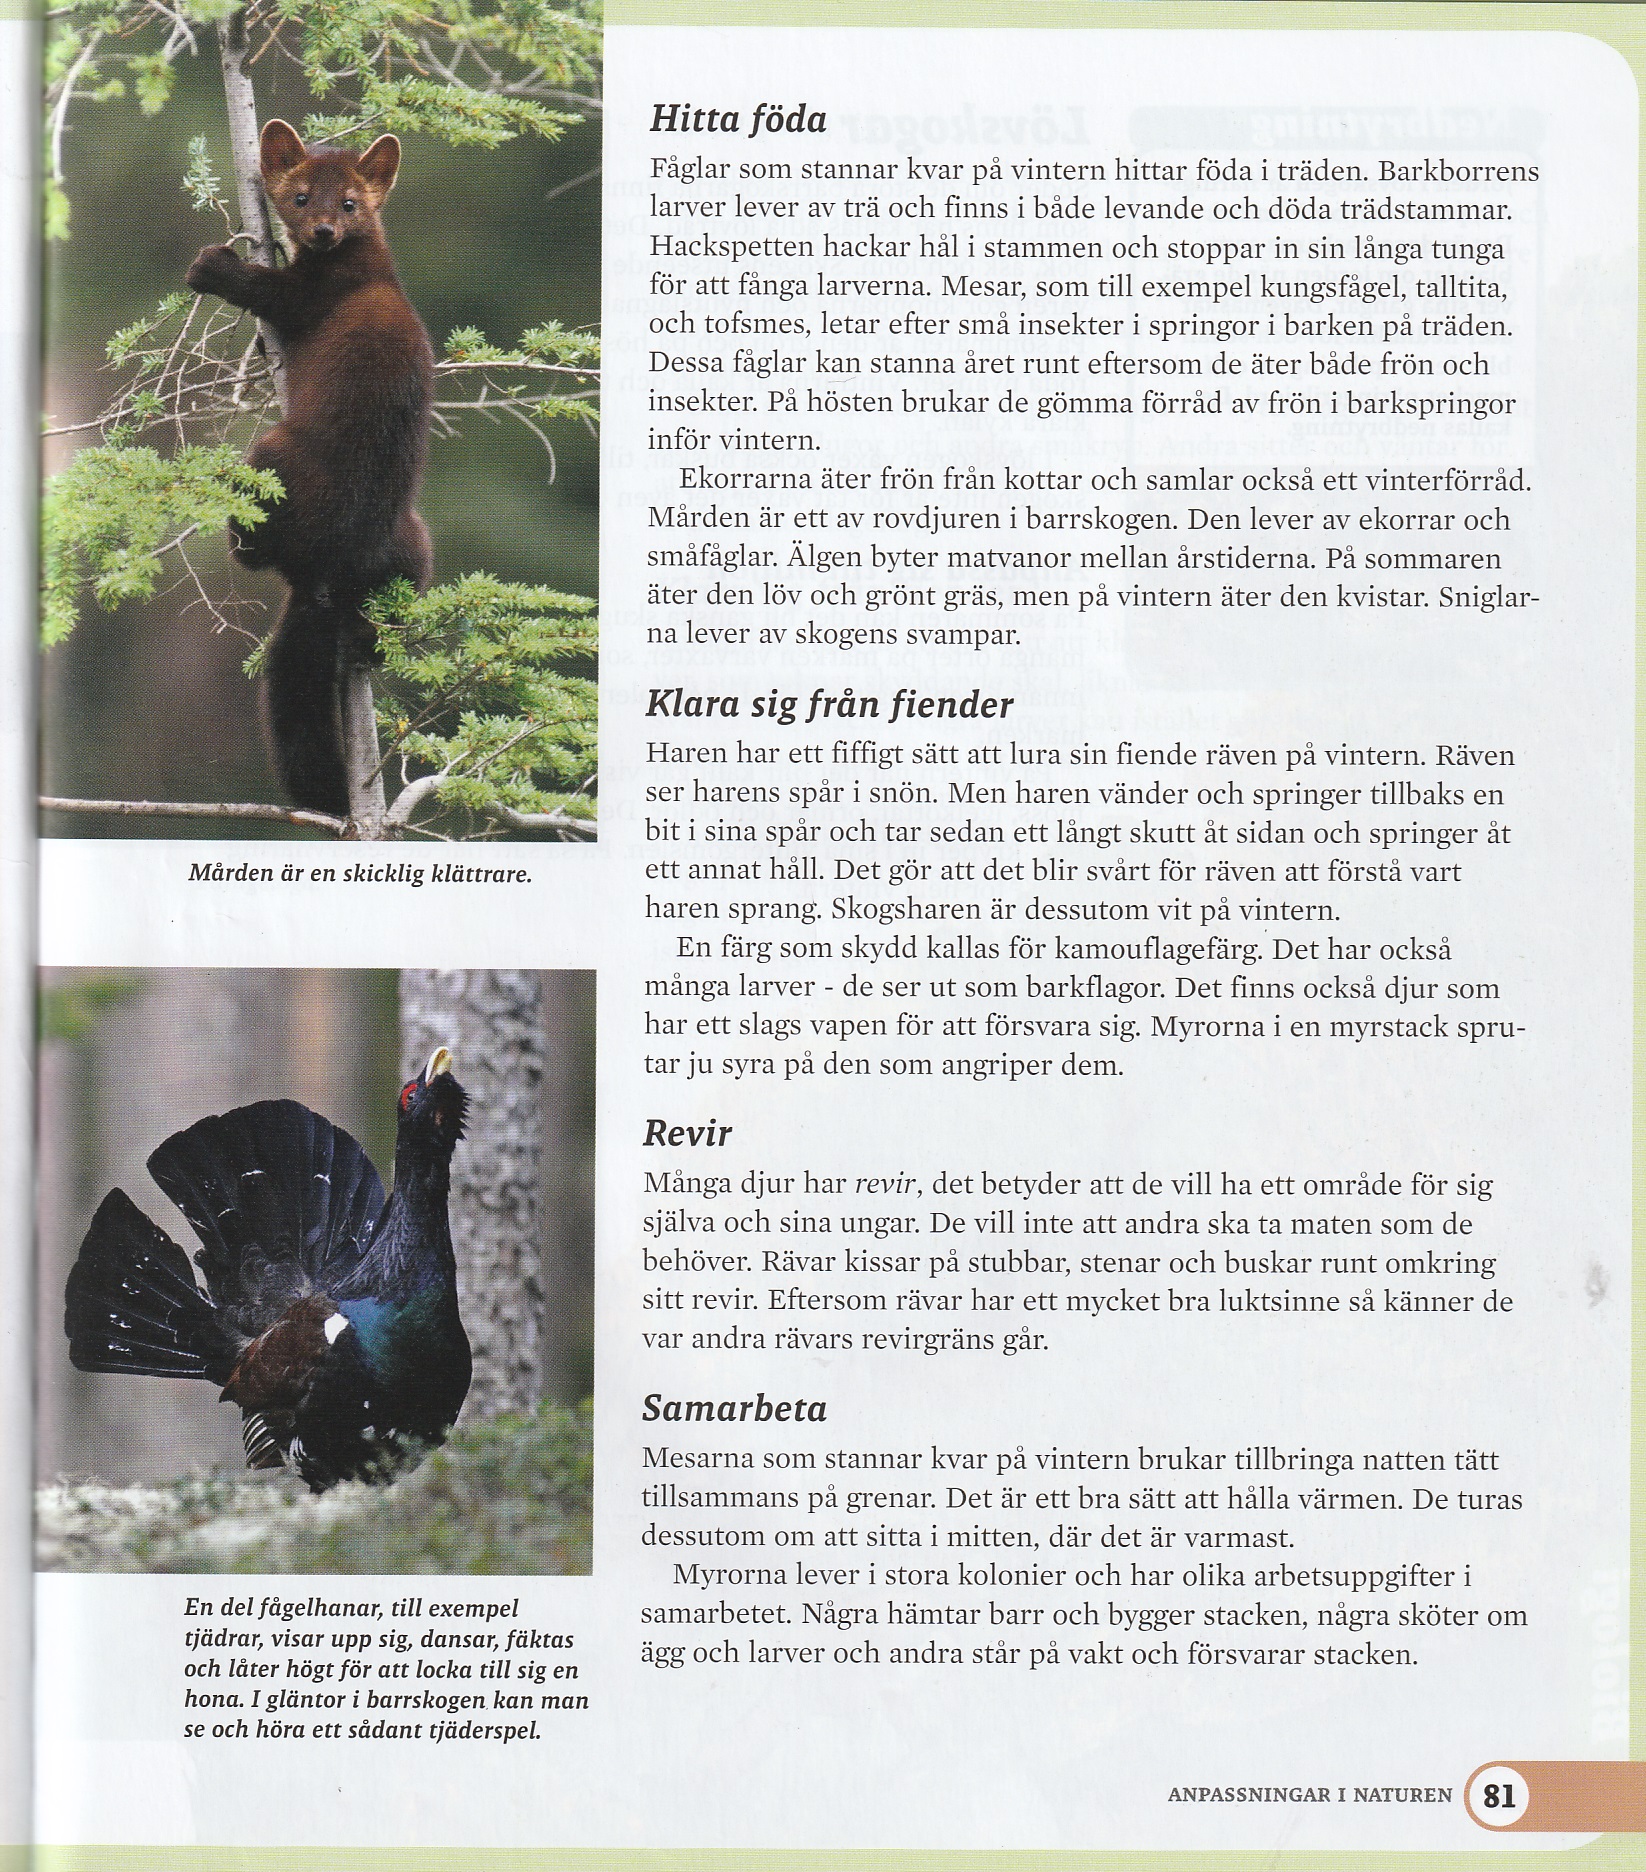 Hitta föda
Fåglar som stannar kvar på vintern hittar föda i träden. Barkborrens
larver lever av trä och finns i både levande och döda trädstammar.
Hackspetten hackar hål i stammen och stoppar in sin långa tunga
för att fånga larverna. Mesar, som till exempel kungsfågel, talltita,
och tofsmes, letar efter små insekter i springor i barken på träden.
Dessa fåglar kan stanna året runt eftersom de äter både frön och
insekter. På hösten brukar de gömma förråd av frön i barkspringor
inför vintern.
Ekorrarna äter frön från kottar och samlar också ett vinterförråd.
Mården är ett av rovdjuren i barrskogen. Den lever av ekorrar och
småfåglar. Älgen byter matvanor mellan årstiderna. På sommaren
äter den löv och grönt gräs, men på vintern äter den kvistar. Sniglar-
na lever av skogens svampar.
Klara sig från fiender
Haren har ett fiffigt sätt att lura sin fiende räven på vintern. Räven
ser harens spår i snön. Men haren vänder och springer tillbaks en
bit i sina spår och tar sedan ett långt skutt åt sidan och springer åt
ett annat håll. Det gör att det blir svårt för räven att förstå vart
haren sprang. Skogsharen är dessutom vit på vintern.
En färg som skydd kallas för kamouflagefärg. Det har också
många larver - de ser ut som barkflagor. Det finns också djur som
har ett slags vapen för att försvara sig. Myrorna i en myrstack spru-
tar ju syra på den som angriper dem.
Revir
Många djur har revir, det betyder att de vill ha ett område för sig
själva och sina ungar. De vill inte att andra ska ta maten som de
behöver. Rävar kissar på stubbar, stenar och buskar runt omkring
sitt revir. Eftersom rävar har ett mycket bra luktsinne så känner de
var andra rävars revirgräns går.
Samarbeta
Mesarna som stannar kvar på vintern brukar tillbringa natten tätt
tillsammans på grenar. Det är ett bra sätt att hålla värmen. De turas
dessutom om att sitta i mitten, där det är varmast.
Myrorna lever i stora kolonier och har olika arbetsuppgifter i
samarbetet. Några hämtar barr och bygger stacken, några sköter om
ägg och larver och andra står på vakt och försvarar stacken.
Mården är en skicklig klättrare.
En del fågelhanar, till exempel
tjädrar, visar upp sig, dansar, fäktas
och låter högt för att locka till sig en
hona. I gläntor i barrskogen kan man
se och höra ett sådant tjäderspel.
ANPASSNINGAR I NATUREN 81